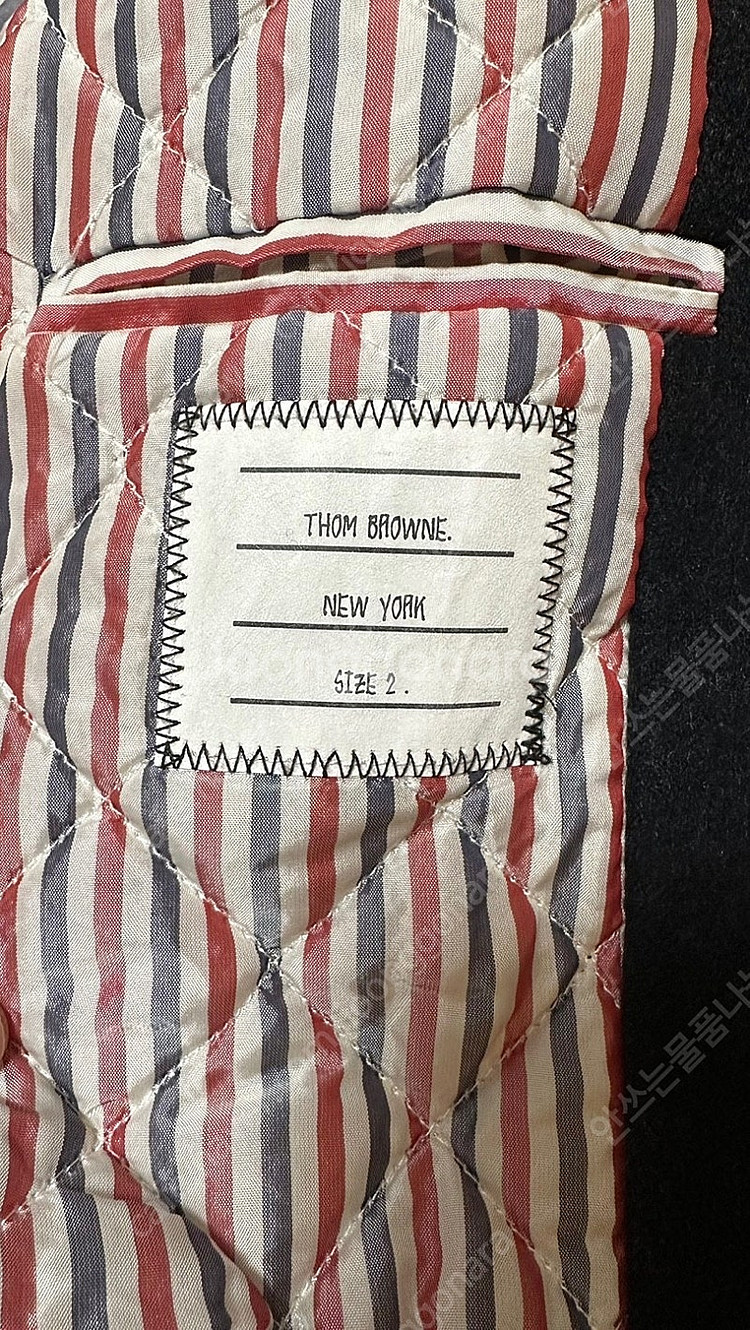 THOM BROWNE.
NEW YORK
SIZE 2 .